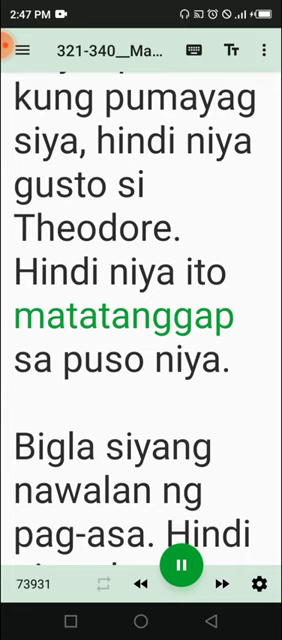 2:47 PM
321-340__Ma...
kung pumayag
siya, hindi niya
gusto si
Theodore.
Hindi niya ito
matatanggap
sa puso niya.
Bigla siyang
nawalan ng
pag-asa. Hindi
73931